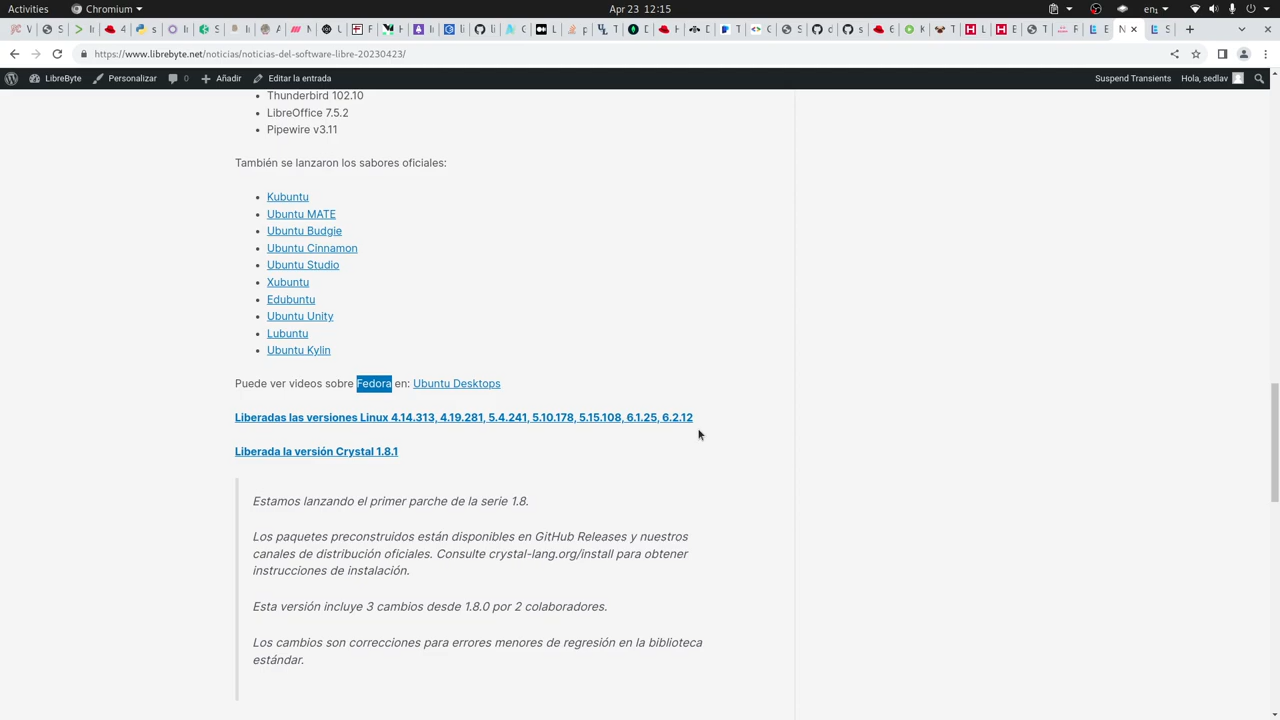 Activities
Chromium
Apr 23 12:15
en
https://www.librebyte.net/noticias/noticias-del-software-libre-20230423/
LibreByte
Personalizar
0
Añadir
Editar la entrada
Suspend Transients
Hola, sedlav
Thunderbird 102.10
LibreOffice 7.5.2
Pipewire v3.11
También se lanzaron los sabores oficiales:
Kubuntu
Ubuntu MATE
Ubuntu Budgie
Ubuntu Cinnamon
Ubuntu Studio
Xubuntu
Edubuntu
Ubuntu Unity
Lubuntu
Ubuntu Kylin
Puede ver videos sobre Fedora en: Ubuntu Desktops
Liberadas las versiones Linux 4.14.313, 4.19.281, 5.4.241, 5.10.178, 5.15.108, 6.1.25, 6.2.12
Liberada la versión Crystal 1.8.1
Estamos lanzando el primer parche de la serie 1.8.
Los paquetes preconstruidos están disponibles en GitHub Releases y nuestros
canales de distribución oficiales. Consulte crystal-lang.org/install para obtener
instrucciones de instalación.
Esta versión incluye 3 cambios desde 1.8.0 por 2 colaboradores.
Los cambios son correcciones para errores menores de regresión en la biblioteca
estándar.